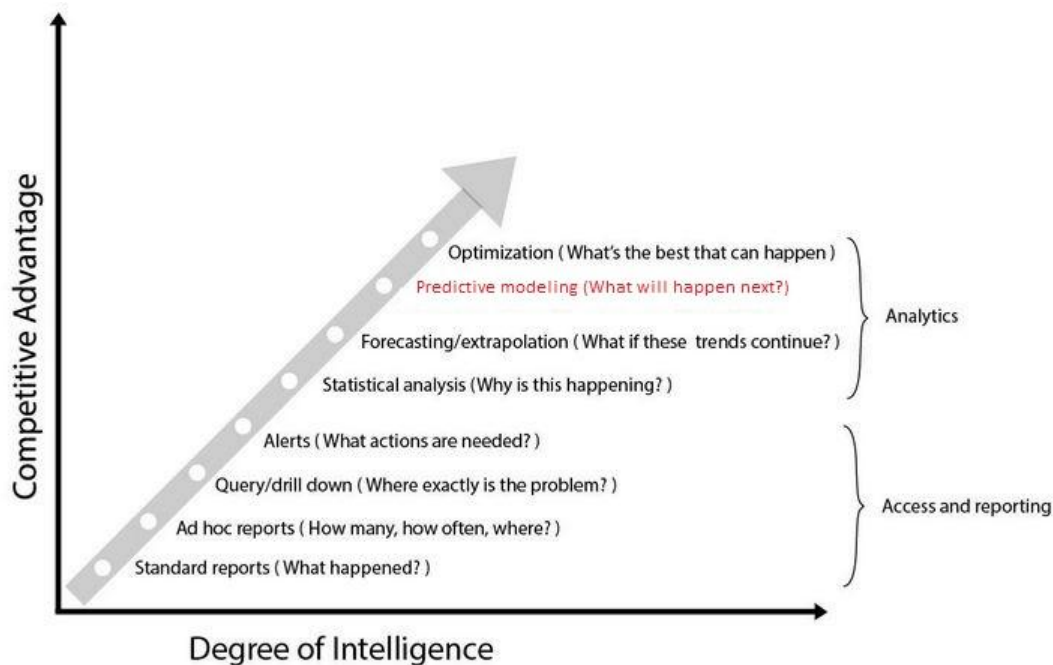 Competitive Advantage
Optimization ( What's the best that can happen )
Predictive modeling (What will happen next?)
Analytics
Forecasting/extrapolation ( What if these trends continue? )
Statistical analysis (Why is this happening? )
Alerts ( What actions are needed? )
Query/drill down ( Where exactly is the problem? )
Access and reporting
Ad hoc reports ( How many, how often, where? )
Standard reports ( What happened? )
Degree of Intelligence